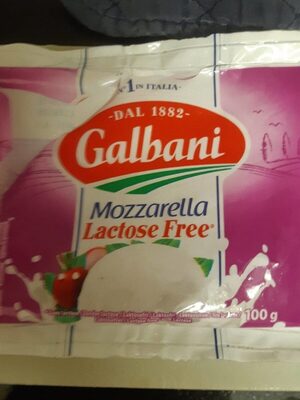 N°1 IN ITALIA
-DAL 1882-
Galbani
Mozzarella
Lactose Free
100 g